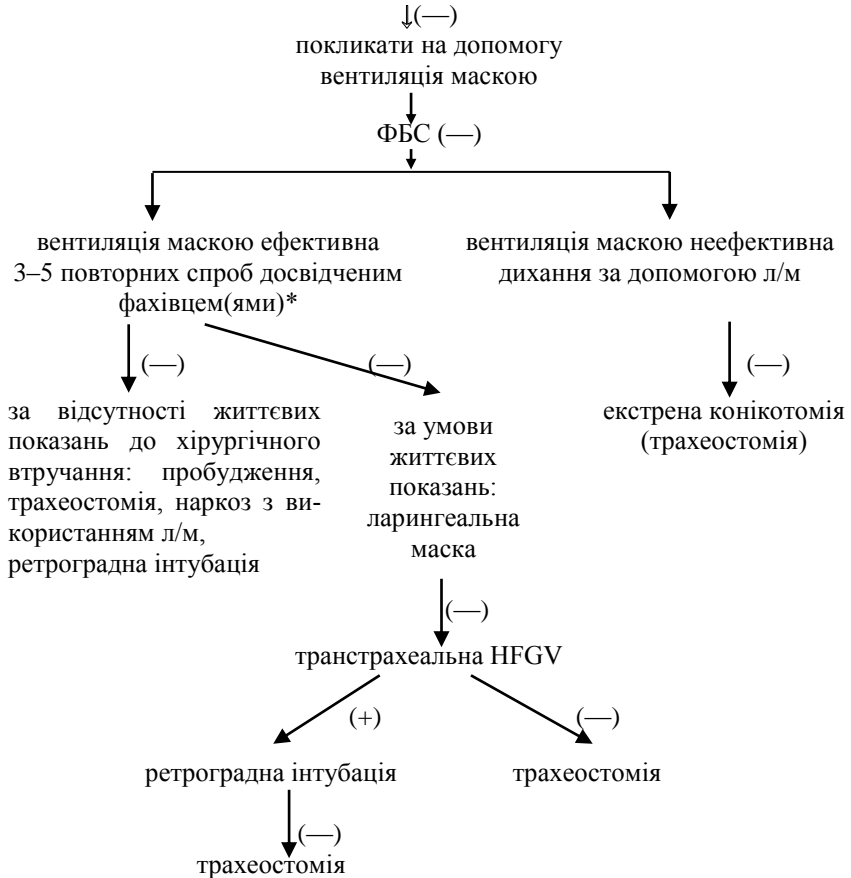 (—)
покликати на допомогу
вентиляція маскою
ФБС (—)
вентиляція маскою ефективна
3–5 повторних спроб досвідченим
фахівцем(ями)*
вентиляція маскою неефективна
дихання за допомогою л/м
(—)
(—)
(—)
за відсутності життєвих
показань до хірургічного
втручання: пробудження,
трахеостомія, наркоз з ви-
користанням л/м,
ретроградна інтубація
за умови
життєвих
показань:
ларингеальна
маска
екстрена конікотомія
(трахеостомія)
(—)
транстрахеальна HFGV
(+)
(—)
ретроградна інтубація
трахеостомія
(—)
трахеостомія